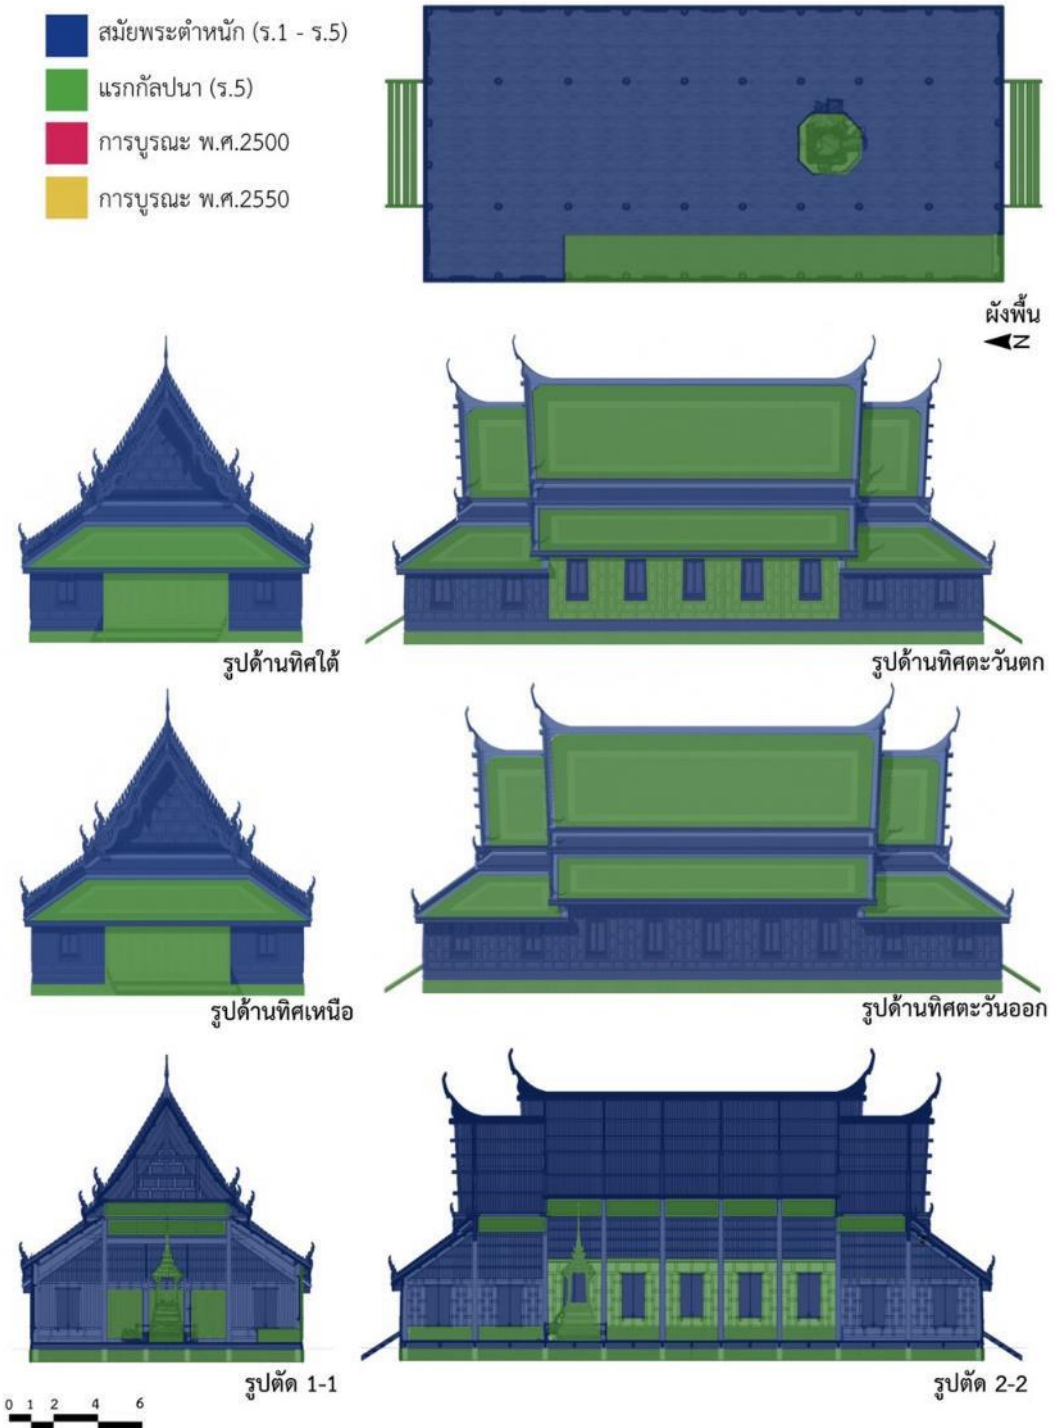 สมัยพระตำหนัก (ร.1 - ร.5)
แรกกัลปนา (ร.5)
การบูรณะ พ.ศ.2500
การบูรณะ พ.ศ.2550
ผังพื้น
N
รูปด้านทิศใต้
รูปด้านทิศตะวันตก
รูปด้านทิศเหนือ
รูปด้านทิศตะวันออก
รูปตัด 1-1
รูปตัด 2-2
0 1 2 4 6